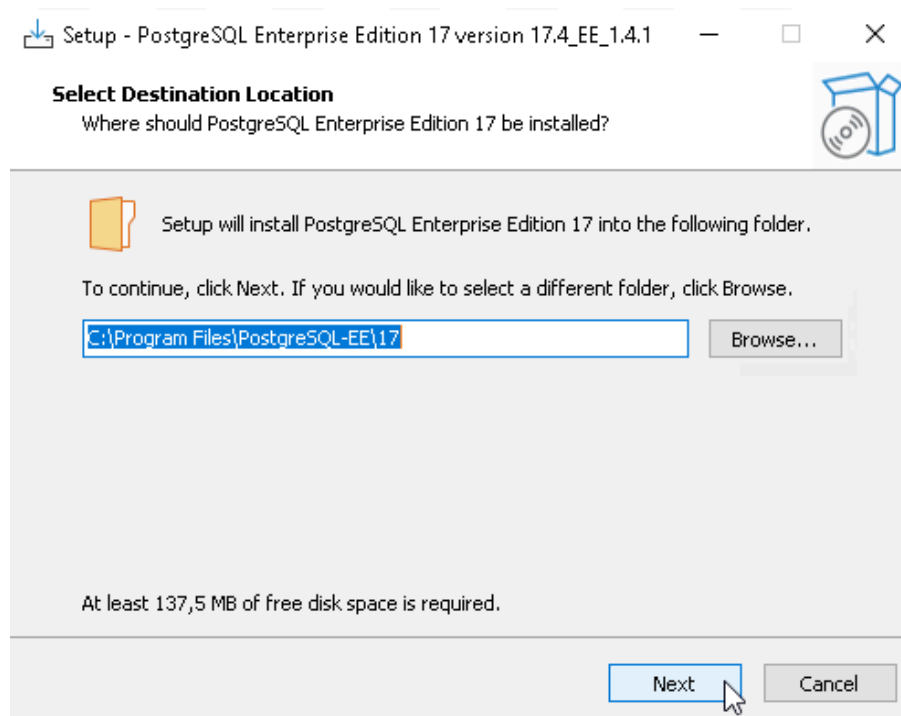 Setup - PostgreSQL Enterprise Edition 17 version 17.4_EE_1.4.1
Select Destination Location
Where should PostgreSQL Enterprise Edition 17 be installed?
Setup will install PostgreSQL Enterprise Edition 17 into the following folder.
To continue, click Next. If you would like to select a different folder, click Browse.
C:\Program Files\PostgreSQL-EE\17
Browse...
At least 137,5 MB of free disk space is required.
Next
Cancel